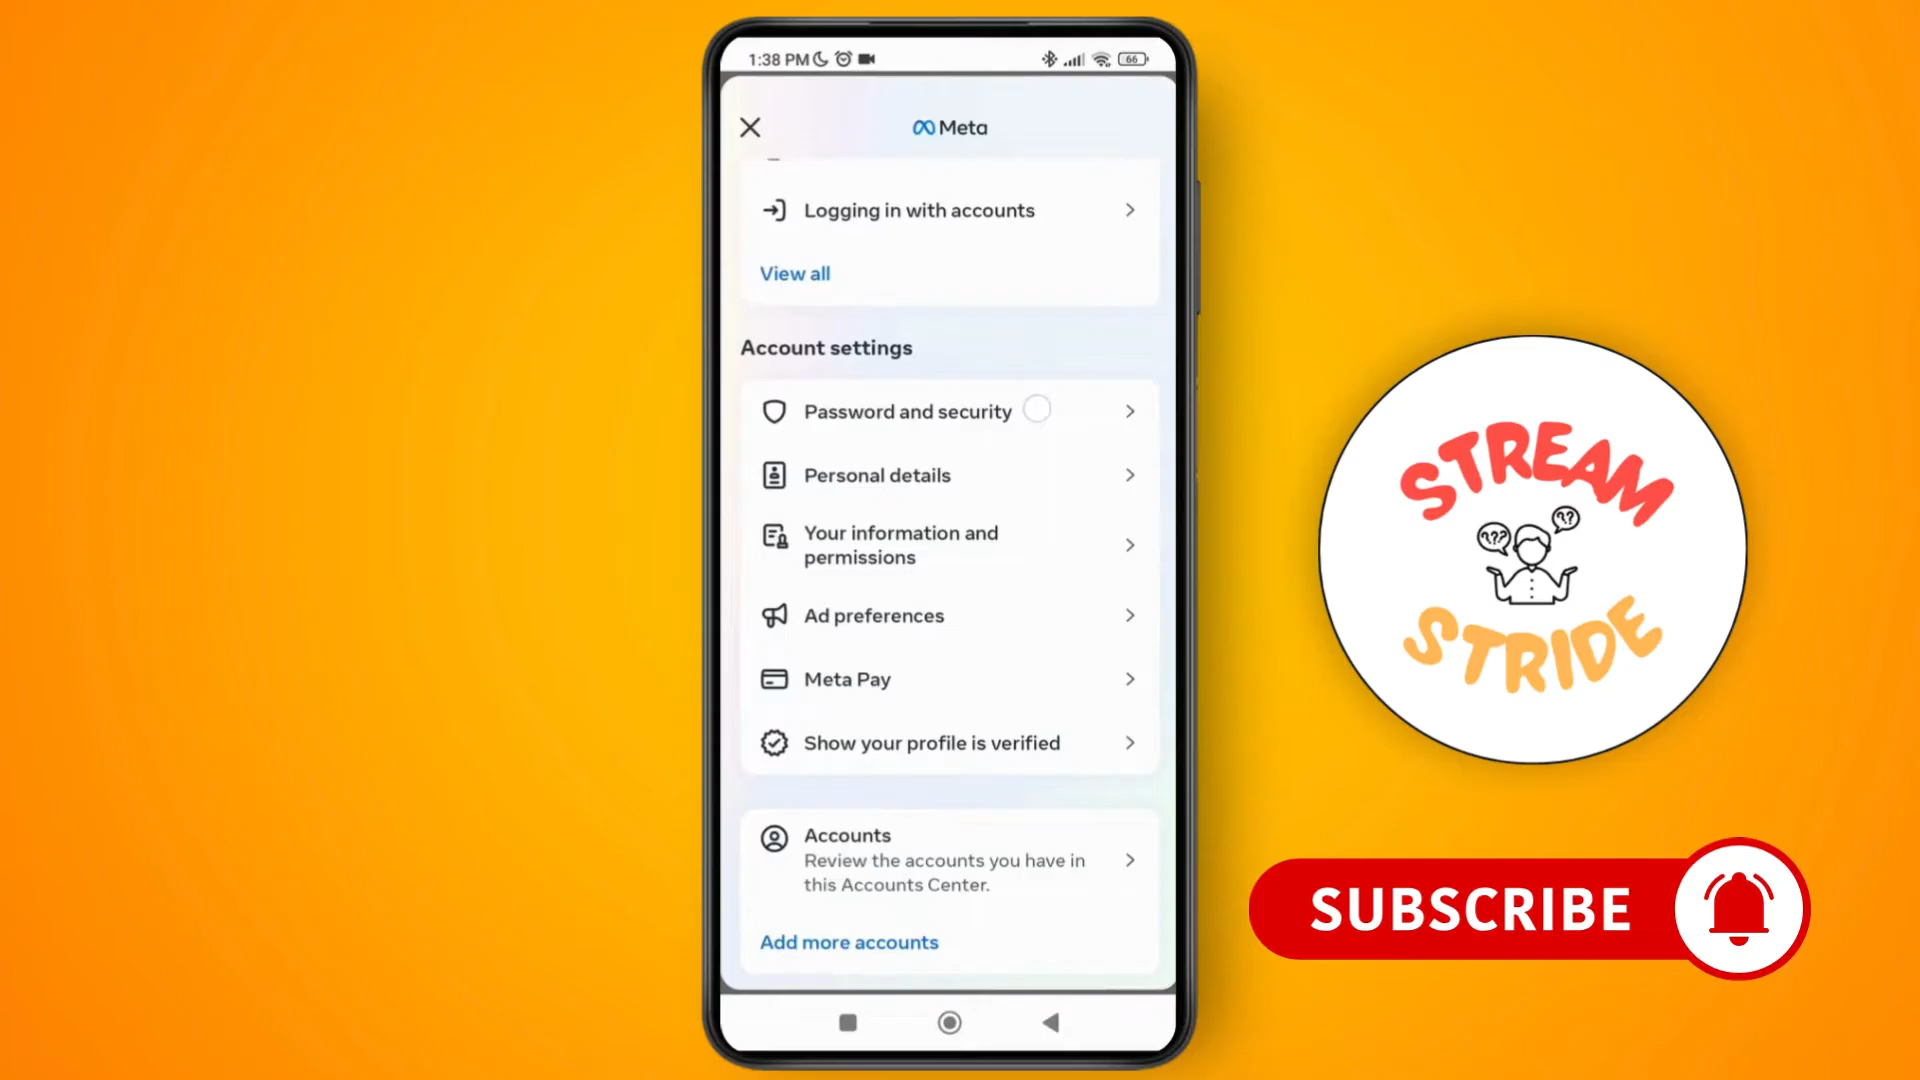 1:38 PM
66
Meta
Logging in with accounts
View all
Account settings
Password and security
Personal details
Your information and
permissions
Ad preferences
Meta Pay
Show your profile is verified
Accounts
Review the accounts you have in
this Accounts Center.
Add more accounts
STREAM
???
??
STRIDE
SUBSCRIBE